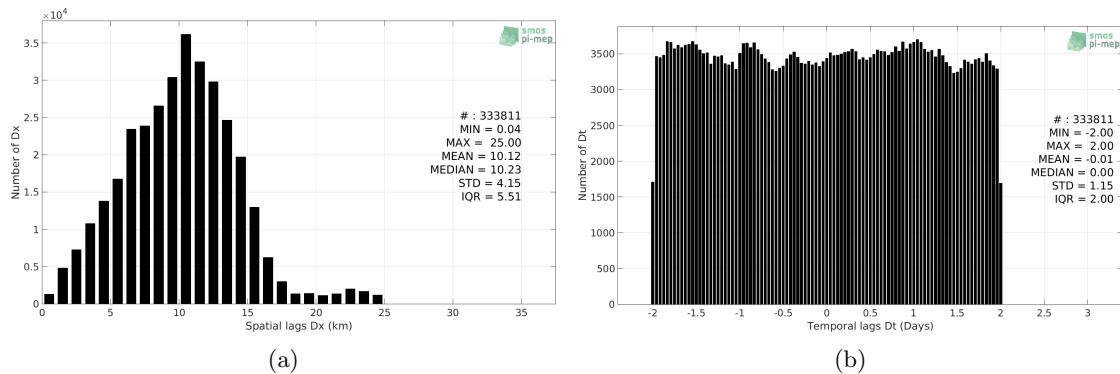 ×10⁴
3.5
3
2.5
2
1.5
1
0.5
0
Number of Dx
0 5 10 15 20 25 30 35
Spatial lags Dx (km)
smos
pi-mep
# : 333811
MIN = 0.04
MAX = 25.00
MEAN = 10.12
MEDIAN = 10.23
STD = 4.15
IQR = 5.51
(a)
3500
3000
2500
2000
1500
1000
500
0
Number of Dt
-2 -1.5 -1 -0.5 0 0.5 1 1.5 2 2.5 3
Temporal lags Dt (Days)
smos
pi-mep
# : 333811
MIN = -2.00
MAX = 2.00
MEAN = -0.01
MEDIAN = 0.00
STD = 1.15
IQR = 2.00
(b)